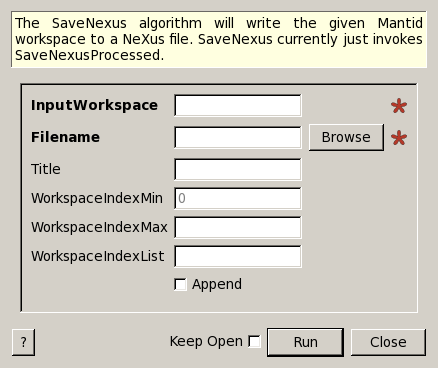 The SaveNexus algorithm will write the given Mantid
workspace to a NeXus file. SaveNexus currently just invokes
SaveNexusProcessed.
InputWorkspace
Filename Browse
Title
WorkspaceIndexMin 0
WorkspaceIndexMax
WorkspaceIndexList
Append
? Keep Open Run Close